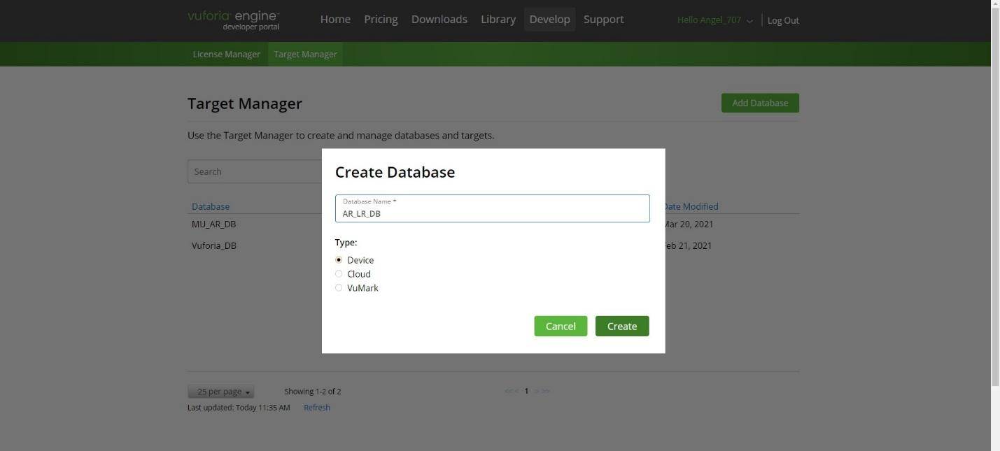 vuforia engine™ Home Pricing Downloads Library Develop Support Hello Angel_707 Log Out
developer portal
License Manager Target Manager
Target Manager Add Database
Use the Target Manager to create and manage databases and targets.
Search
Database Date Modified
MU_AR_DB Mar 20, 2021
Vuforia_DB Feb 21, 2021
Create Database
Database Name *
AR_LR_DB
Type:
Device
Cloud
VuMark
Cancel Create
25 per page Showing 1-2 of 2 << < 1 > >>
Last updated: Today 11:35 AM Refresh